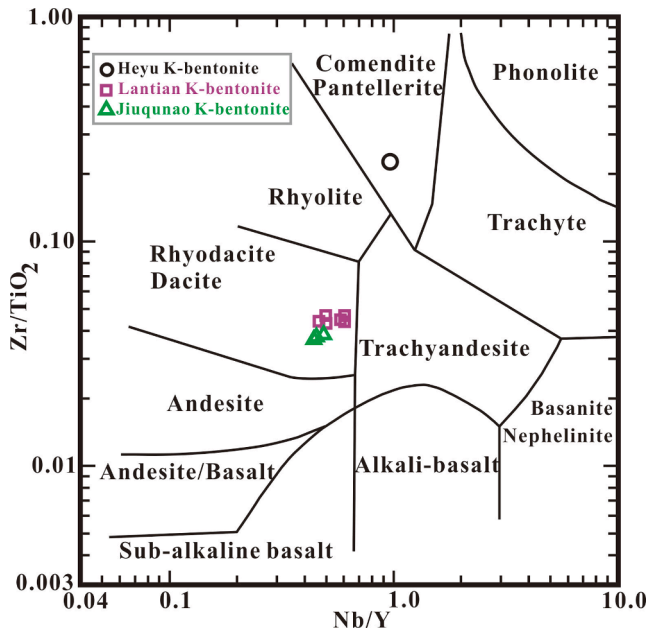 1.00
Heyu K-bentonite
Lantian K-bentonite
Jiuqunao K-bentonite
Comendite
Pantellerite
Phonolite
Rhyolite
Trachyte
0.10
Rhyodacite
Dacite
Zr/TiO2
Trachyandesite
Andesite
Basanite
Nephelinite
0.01
Andesite/Basalt
Alkali-basalt
Sub-alkaline basalt
0.003
0.04
0.1
1.0
10.0
Nb/Y